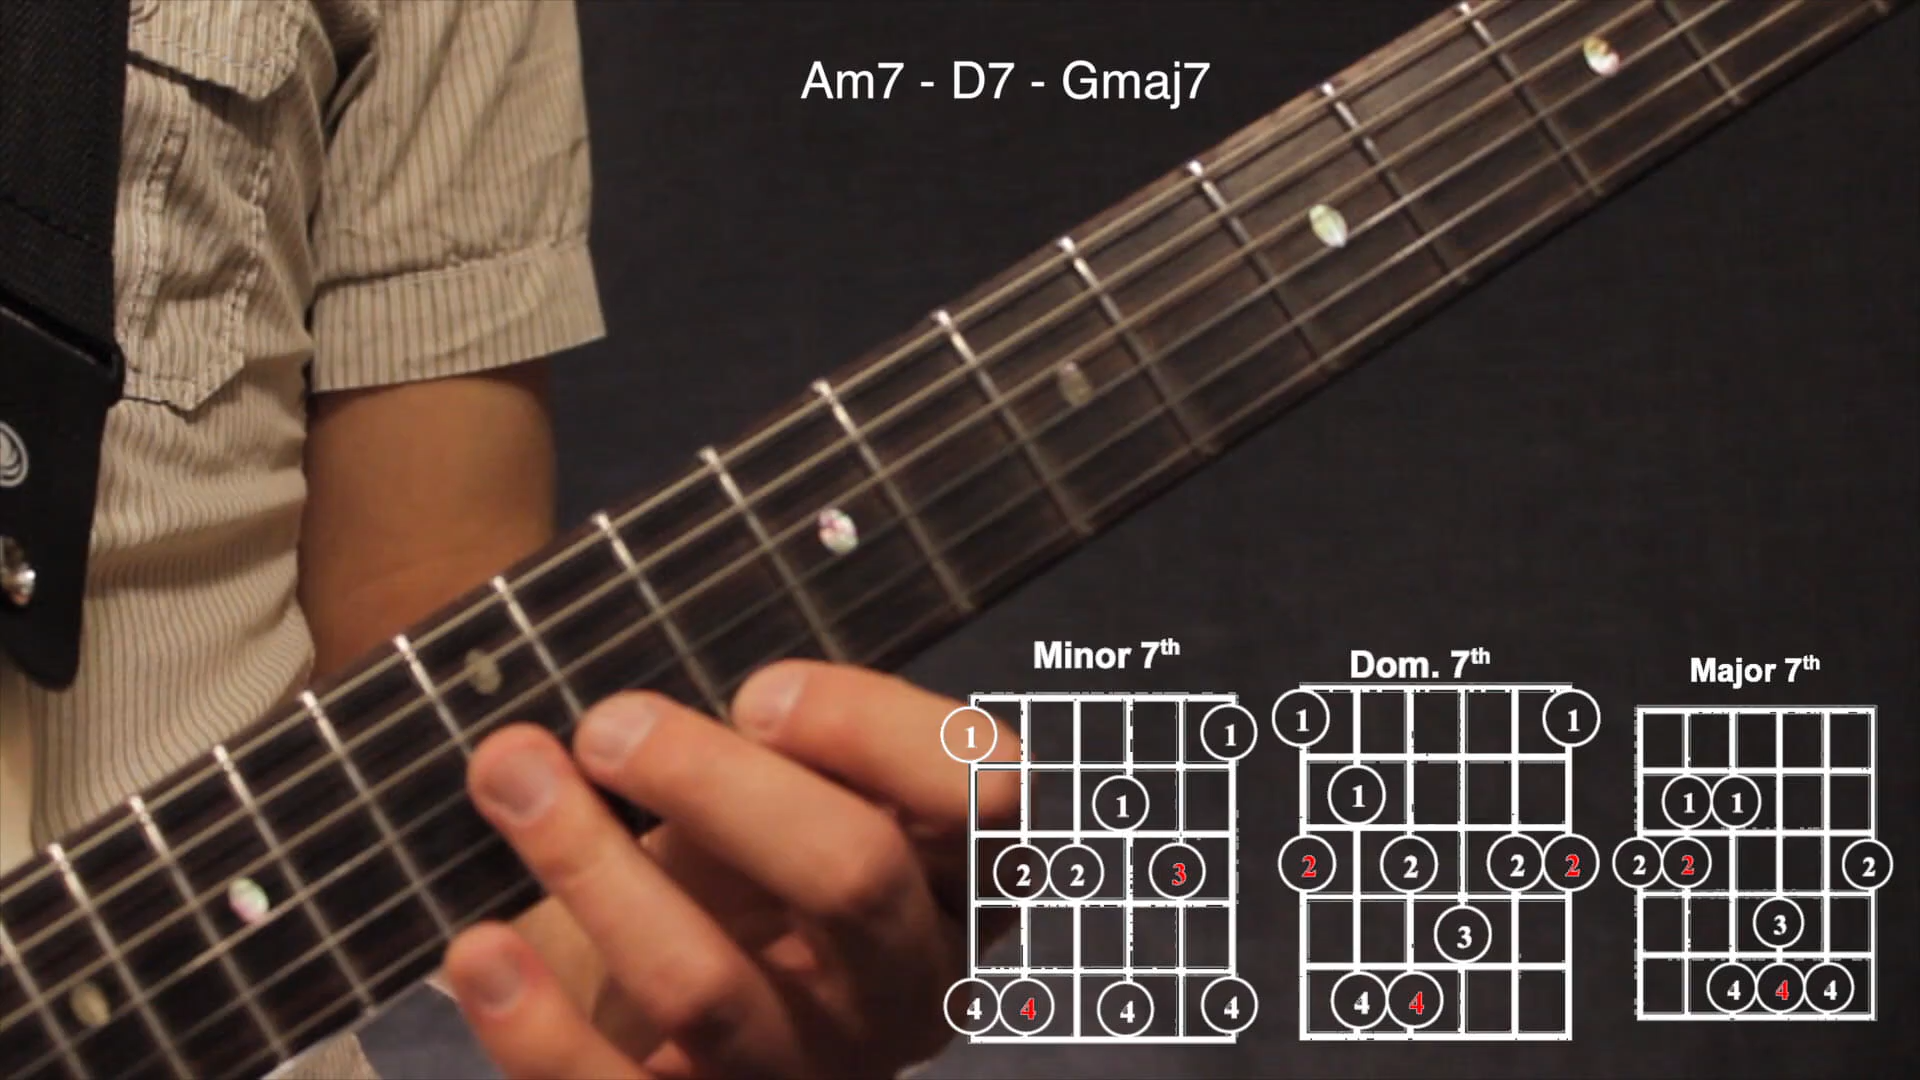 Am7 - D7 - Gmaj7
Minor 7th
1 1
1
2 2 3
4 4 4 4
Dom. 7th
1 1
1
2 2 2 2
3
4 4
Major 7th
1 1
2 2 2
3
4 4 4